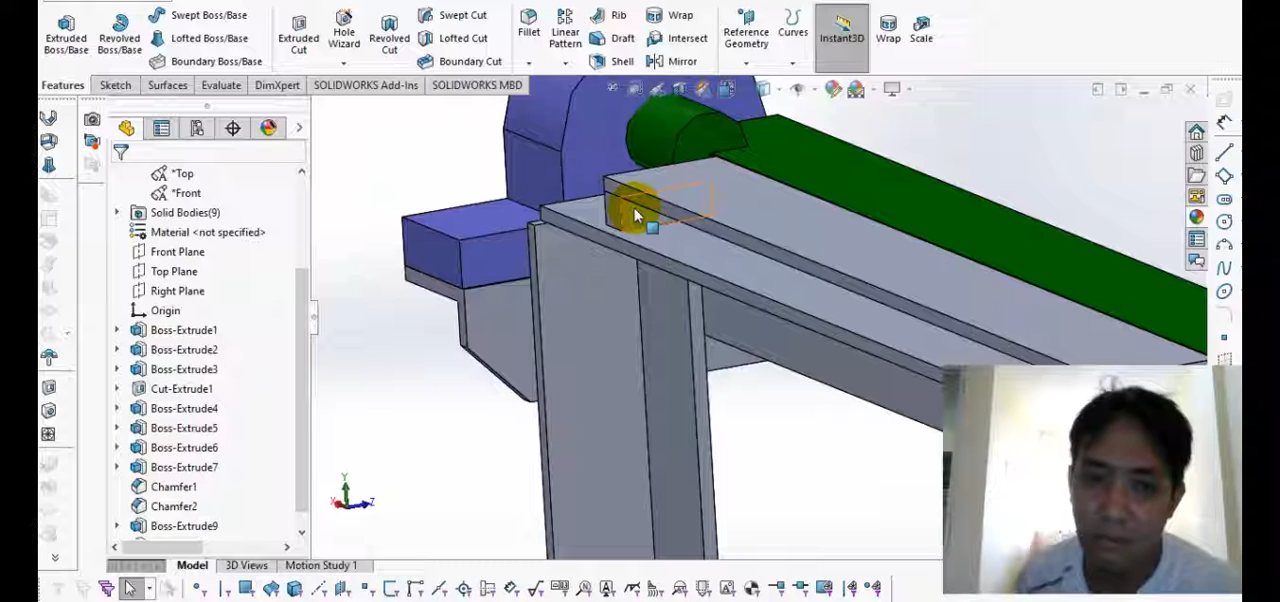 Extruded Boss/Base
Revolved Boss/Base
Swept Boss/Base
Lofted Boss/Base
Boundary Boss/Base
Extruded Cut
Hole Wizard
Revolved Cut
Swept Cut
Lofted Cut
Boundary Cut
Fillet
Linear Pattern
Rib
Draft
Shell
Wrap
Intersect
Mirror
Reference Geometry
Curves
Instant3D
Wrap
Scale
Features Sketch Surfaces Evaluate DimXpert SOLIDWORKS Add-Ins SOLIDWORKS MBD
*Top
*Front
Solid Bodies(9)
Material <not specified>
Front Plane
Top Plane
Right Plane
Origin
Boss-Extrude1
Boss-Extrude2
Boss-Extrude3
Cut-Extrude1
Boss-Extrude4
Boss-Extrude5
Boss-Extrude6
Boss-Extrude7
Chamfer1
Chamfer2
Boss-Extrude9
Y
X
Z
Model 3D Views Motion Study 1